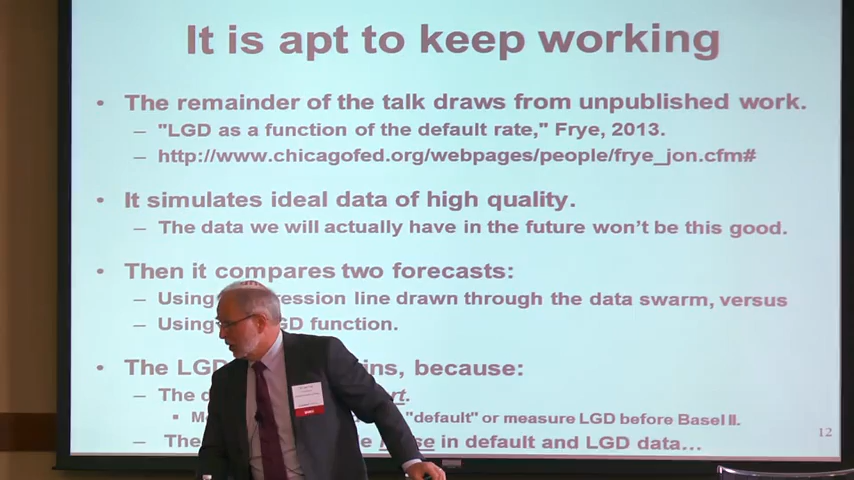 It is apt to keep working
• The remainder of the talk draws from unpublished work.
– "LGD as a function of the default rate," Frye, 2013.
– http://www.chicagofed.org/webpages/people/frye_jon.cfm#
• It simulates ideal data of high quality.
– The data we will actually have in the future won't be this good.
• Then it compares two forecasts:
– Using ression line drawn through the data swarm, versus
– Using GD function.
• The LGD ins, because:
– The
▪ "default" or measure LGD before Basel II.
– The in default and LGD data...
12